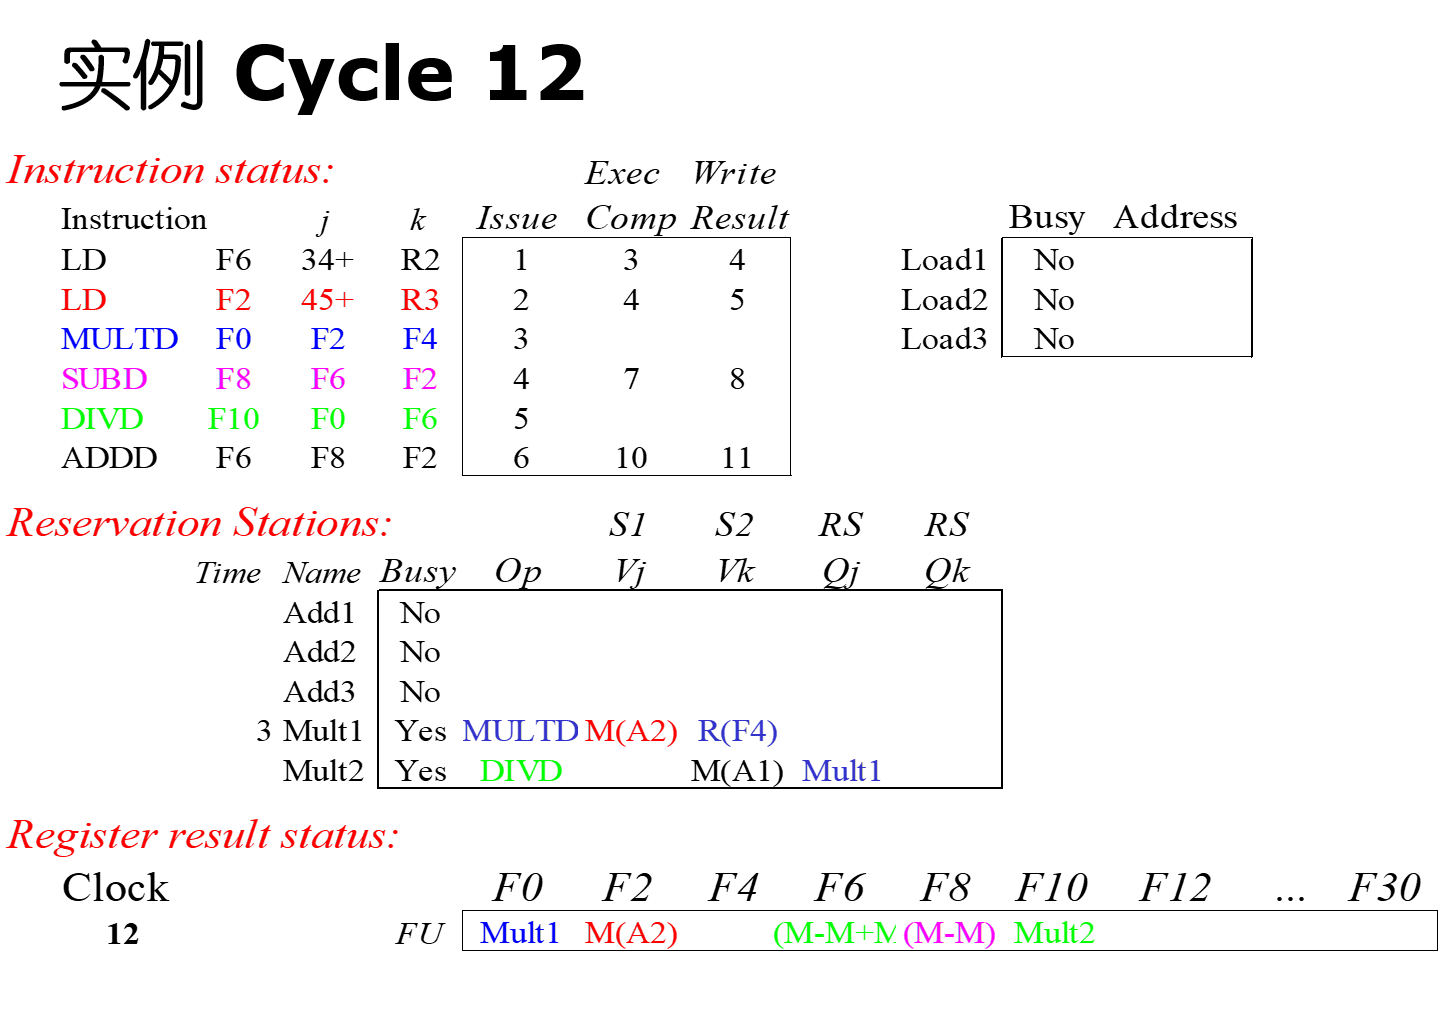 实例 Cycle 12
Instruction status: Exec Write
Instruction j k Issue Comp Result Busy Address
LD F6 34+ R2 1 3 4 Load1 No
LD F2 45+ R3 2 4 5 Load2 No
MULTD F0 F2 F4 3 Load3 No
SUBD F8 F6 F2 4 7 8
DIVD F10 F0 F6 5
ADDD F6 F8 F2 6 10 11
Reservation Stations: S1 S2 RS RS
Time Name Busy Op Vj Vk Qj Qk
Add1 No
Add2 No
Add3 No
3 Mult1 Yes MULTD M(A2) R(F4)
Mult2 Yes DIVD M(A1) Mult1
Register result status:
Clock F0 F2 F4 F6 F8 F10 F12 ... F30
12 FU Mult1 M(A2) (M-M+M (M-M) Mult2